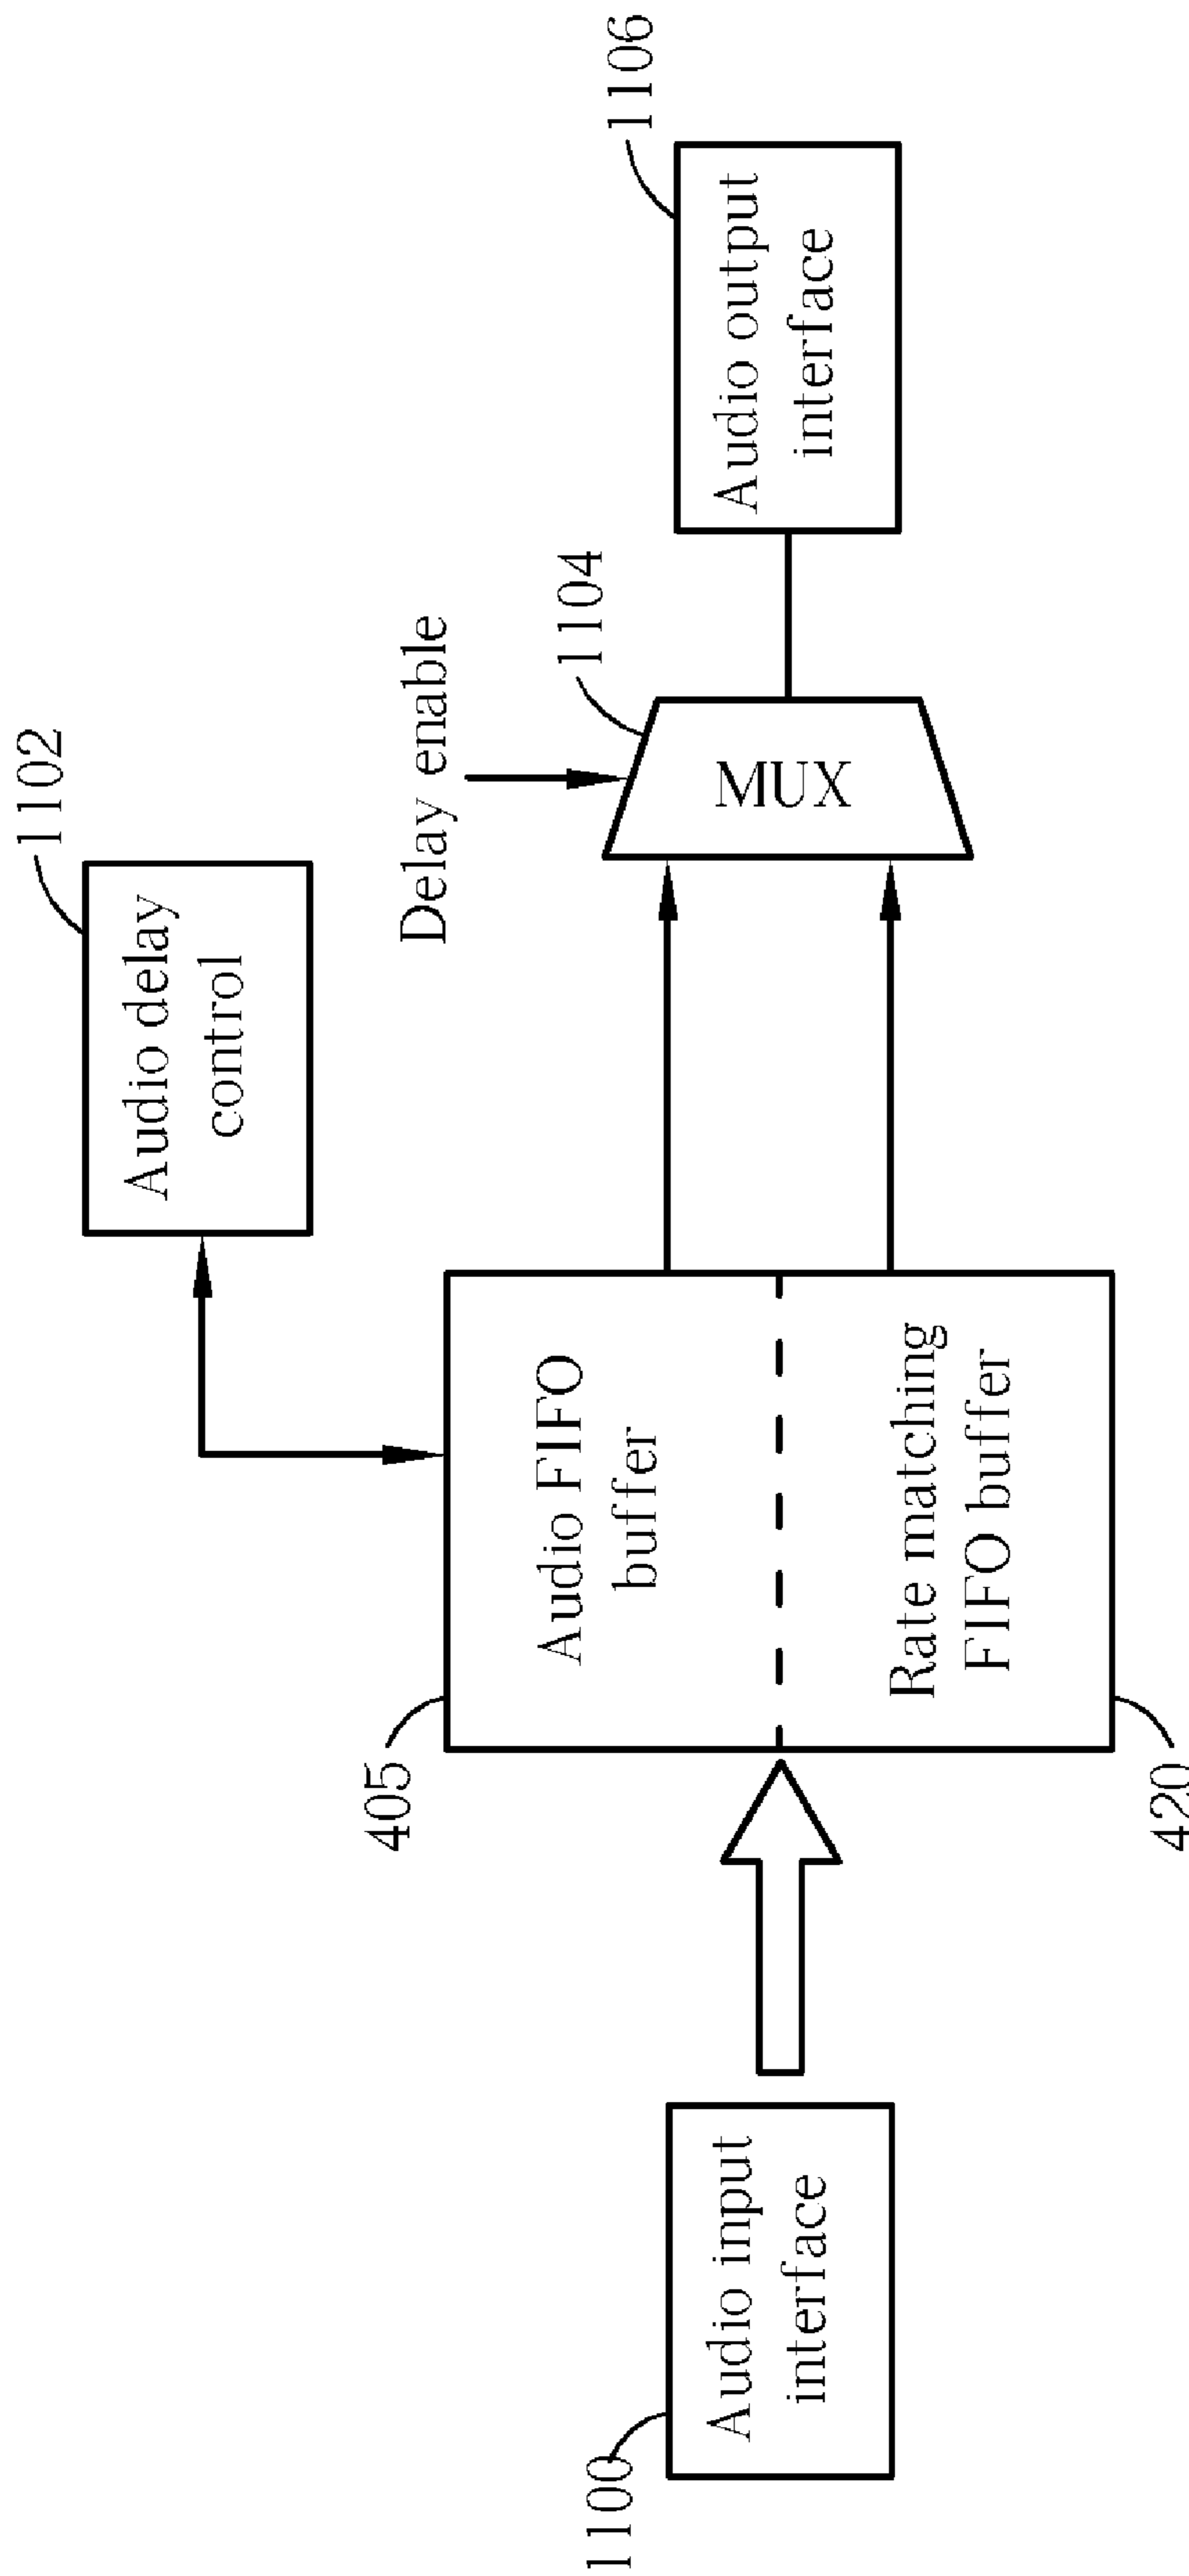 1100
Audio input
interface
405
Audio FIFO
buffer
Rate matching
FIFO buffer
420
1102
Audio delay
control
Delay enable
1104
MUX
1106
Audio output
interface